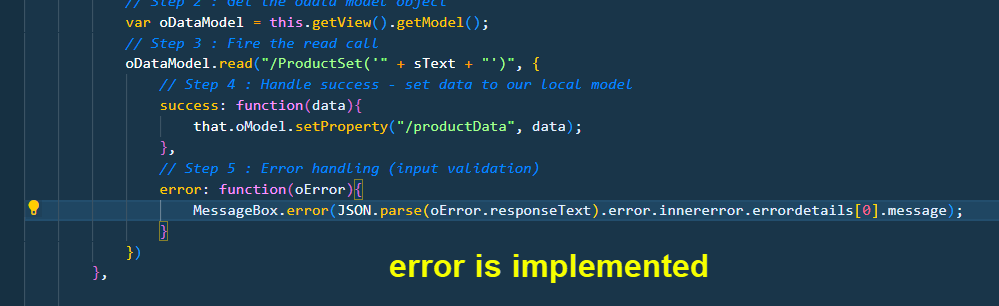 // Step 2 : Get the odata model object
var oDataModel = this.getView().getModel();
// Step 3 : Fire the read call
oDataModel.read("/ProductSet('" + sText + "')", {
// Step 4 : Handle success - set data to our local model
success: function(data){
that.oModel.setProperty("/productData", data);
},
// Step 5 : Error handling (input validation)
error: function(oError){
MessageBox.error(JSON.parse(oError.responseText).error.innererror.errordetails[0].message);
}
})
},
error is implemented